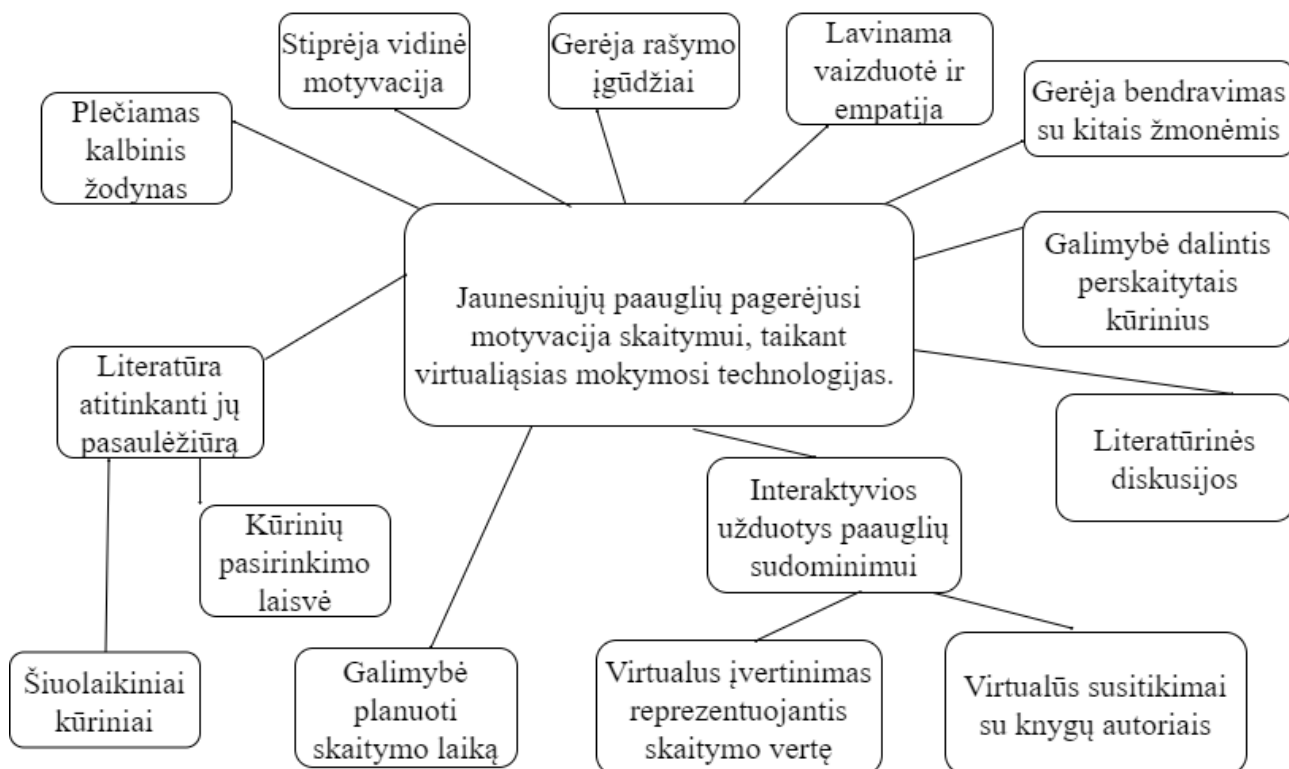 Stiprėja vidinė
motyvacija
Gerėja rašymo
įgūdžiai
Lavinama
vaizduotė ir
empatija
Gerėja bendravimas
su kitais žmonėmis
Plečiamas
kalbinis
žodynas
Jaunesniųjų paauglių pagerėjusi
motyvacija skaitymui, taikant
virtualiąsias mokymosi technologijas.
Galimybė dalintis
perskaitytais
kūrinius
Literatūra
atitinkanti jų
pasaulėžiūrą
Literatūrinės
diskusijos
Interaktyvios
užduotys paauglių
sudominimui
Kūrinių
pasirinkimo
laisvė
Šiuolaikiniai
kūriniai
Galimybė
planuoti
skaitymo laiką
Virtualus įvertinimas
reprezentuojantis
skaitymo vertę
Virtualūs susitikimai
su knygų autoriais